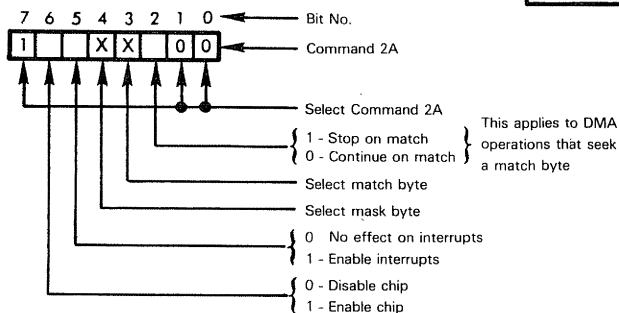 7 6 5 4 3 2 1 0 Bit No.
1 X X 0 0 Command 2A
Select Command 2A
1 - Stop on match
0 - Continue on match
This applies to DMA
operations that seek
a match byte
Select match byte
Select mask byte
0 No effect on interrupts
1 - Enable interrupts
0 - Disable chip
1 - Enable chip